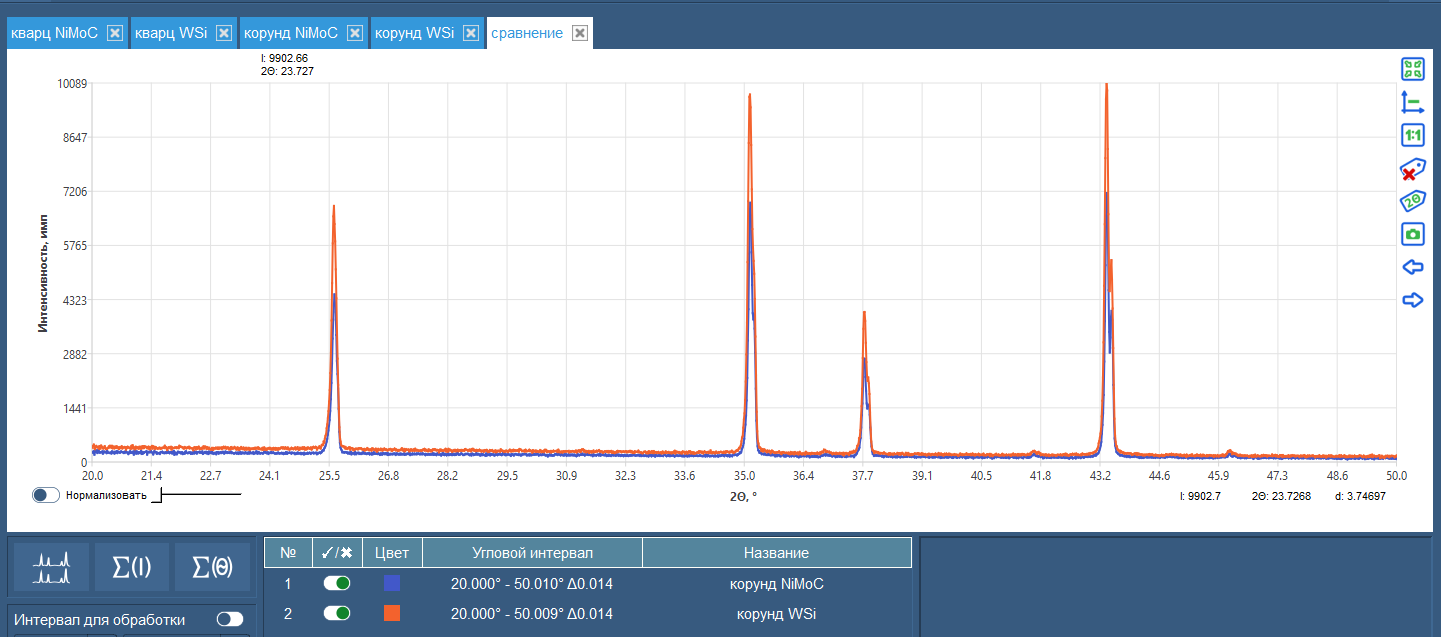 кварц NiMoC
кварц WSi
корунд NiMoC
корунд WSi
сравнение
I: 9902.66
2Θ: 23.727
10089
8647
7206
5765
4323
2882
1441
0
Интенсивность, имп
20.0 21.4 22.7 24.1 25.5 26.8 28.2 29.5 30.9 32.3 33.6 35.0 36.4 37.7 39.1 40.5 41.8 43.2 44.6 45.9 47.3 48.6 50.0
2Θ, °
Нормализовать
I: 9902.7 2Θ: 23.7268 d: 3.74697
1:1
2Θ
Σ(I) Σ(Θ)
Интервал для обработки
№ ✓/✖ Цвет Угловой интервал Название
1 20.000° - 50.010° Δ0.014 корунд NiMoC
2 20.000° - 50.009° Δ0.014 корунд WSi